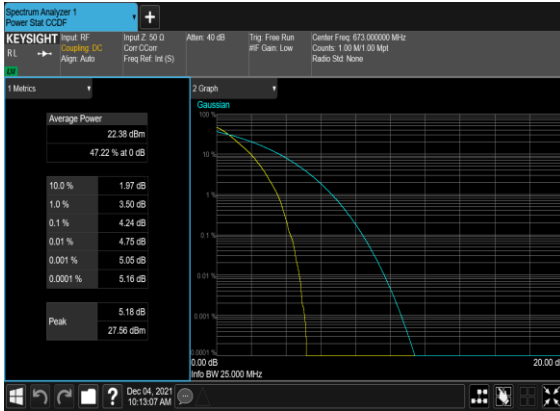 Spectrum Analyzer 1
Power Stat CCDF
KEYSIGHT
RL
Input: RF
Coupling: DC
Align: Auto
Input Z: 50 Ω
Corr CCorr
Freq Ref: Int (S)
Atten: 40 dB
Trig: Free Run
#IF Gain: Low
Center Freq: 673.000000 MHz
Counts: 1.00 M/1.00 Mpt
Radio Std: None
1 Metrics
Average Power
22.38 dBm
47.22 % at 0 dB
10.0 % 1.97 dB
1.0 % 3.50 dB
0.1 % 4.24 dB
0.01 % 4.75 dB
0.001 % 5.05 dB
0.0001 % 5.16 dB
Peak
5.18 dB
27.56 dBm
2 Graph
Gaussian
100 %
10 %
1 %
0.1 %
0.01 %
0.001 %
0.0001 %
0.00 dB
20.00 d
Info BW 25.000 MHz
?
Dec 04, 2021
10:13:07 AM